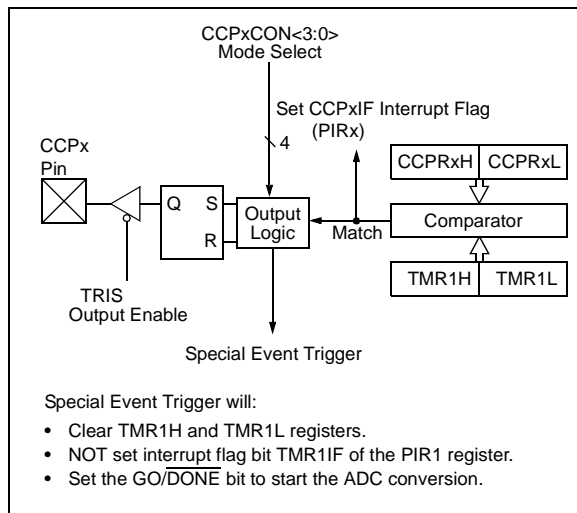 CCPxCON<3:0>
Mode Select
Set CCPxIF Interrupt Flag
(PIRx)
4
CCPx
Pin
CCPRxH CCPRxL
Q S
R
Output
Logic
Match
Comparator
TRIS
Output Enable
TMR1H TMR1L
Special Event Trigger
Special Event Trigger will:
• Clear TMR1H and TMR1L registers.
• NOT set interrupt flag bit TMR1IF of the PIR1 register.
• Set the GO/DONE bit to start the ADC conversion.